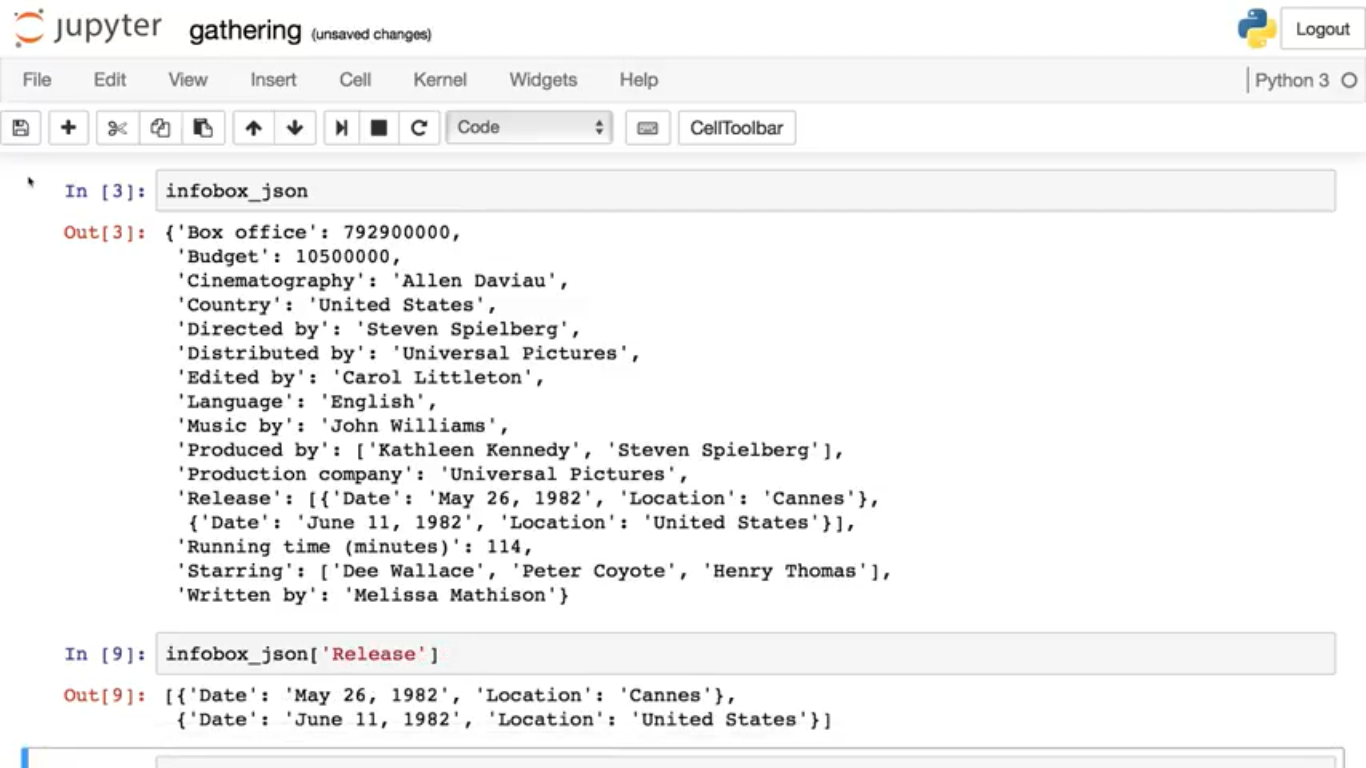 jupyter gathering (unsaved changes) Logout
File Edit View Insert Cell Kernel Widgets Help Python 3
Code CellToolbar
In [3]: infobox_json
Out[3]: {'Box office': 792900000,
'Budget': 10500000,
'Cinematography': 'Allen Daviau',
'Country': 'United States',
'Directed by': 'Steven Spielberg',
'Distributed by': 'Universal Pictures',
'Edited by': 'Carol Littleton',
'Language': 'English',
'Music by': 'John Williams',
'Produced by': ['Kathleen Kennedy', 'Steven Spielberg'],
'Production company': 'Universal Pictures',
'Release': [{'Date': 'May 26, 1982', 'Location': 'Cannes'},
{'Date': 'June 11, 1982', 'Location': 'United States'}],
'Running time (minutes)': 114,
'Starring': ['Dee Wallace', 'Peter Coyote', 'Henry Thomas'],
'Written by': 'Melissa Mathison'}
In [9]: infobox_json['Release']
Out[9]: [{'Date': 'May 26, 1982', 'Location': 'Cannes'},
{'Date': 'June 11, 1982', 'Location': 'United States'}]